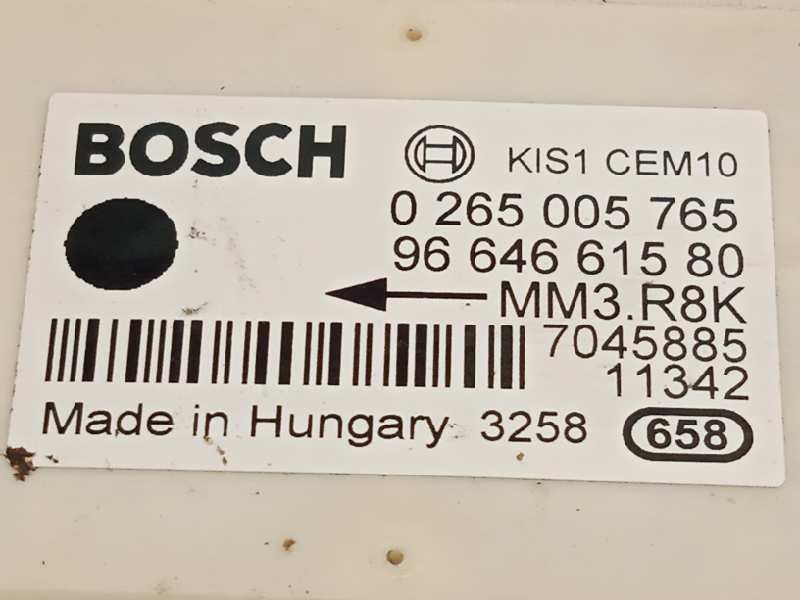 BOSCH KIS1 CEM10
0 265 005 765
96 646 615 80
MM3.R8K
7045885
11342
Made in Hungary 3258 658